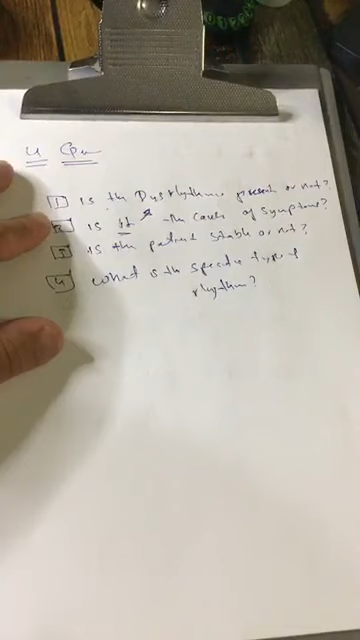 4 Qu
1 is the Dysrhythmia present or not?
2 is it the cause of symptoms?
3 is the patient stable or not?
4 what is the specific type of
rhythm?